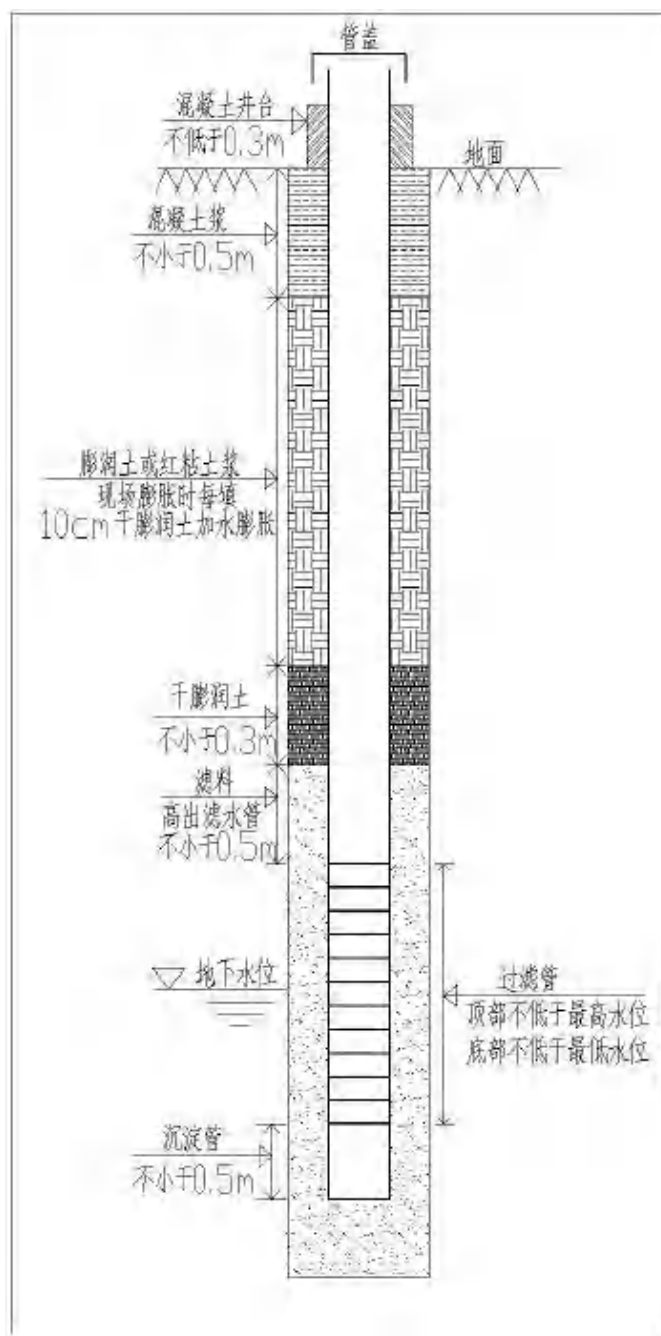 管盖
混凝土井台
不低于0.3m
地面
混凝土浆
不小于0.5m
膨润土或红粘土浆
现场膨胀时每填
10cm干膨润土加水膨胀
干膨润土
不小于0.3m
滤料
高出滤水管
不小于0.5m
地下水位
过滤管
顶部不低于最高水位
底部不低于最低水位
沉淀管
不小于0.5m